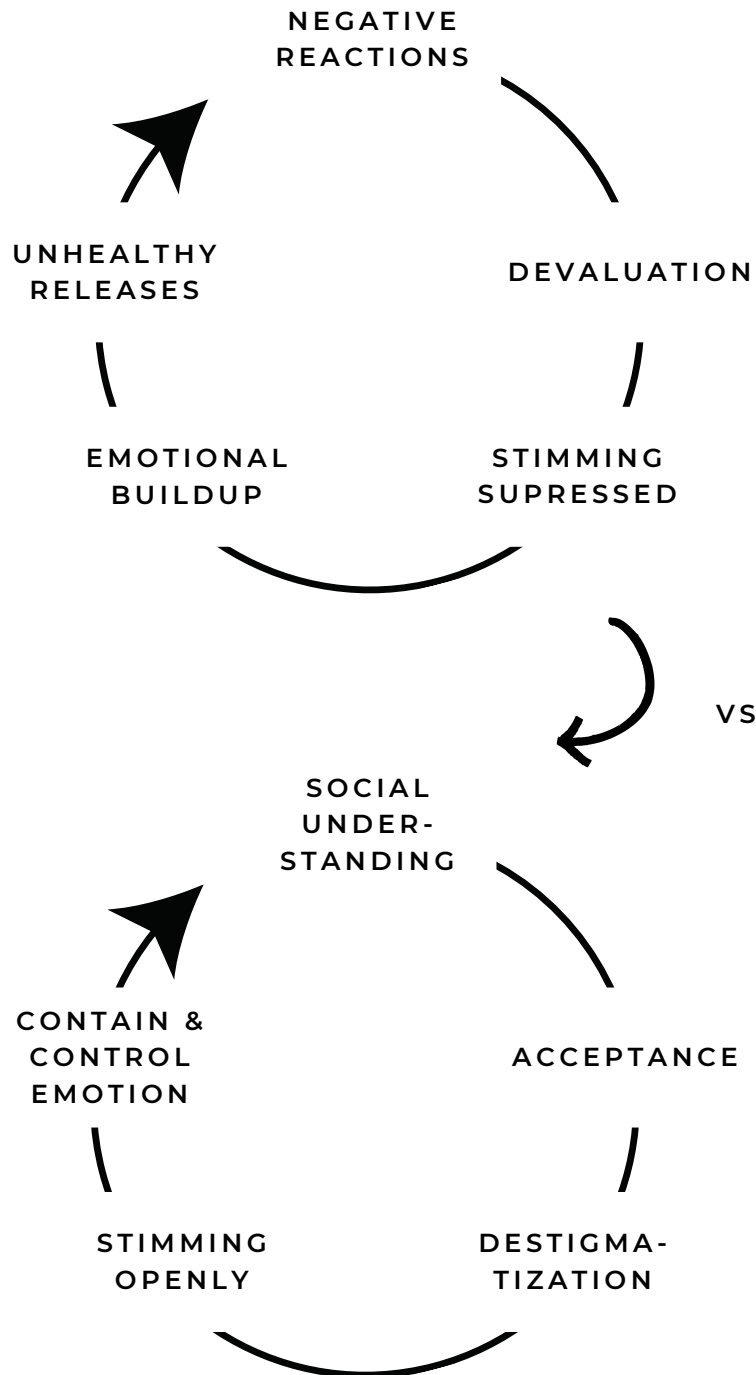 NEGATIVE
REACTIONS
DEVALUATION
STIMMING
SUPRESSED
EMOTIONAL
BUILDUP
UNHEALTHY
RELEASES
VS
SOCIAL
UNDER-
STANDING
ACCEPTANCE
DESTIGMA-
TIZATION
STIMMING
OPENLY
CONTAIN &
CONTROL
EMOTION